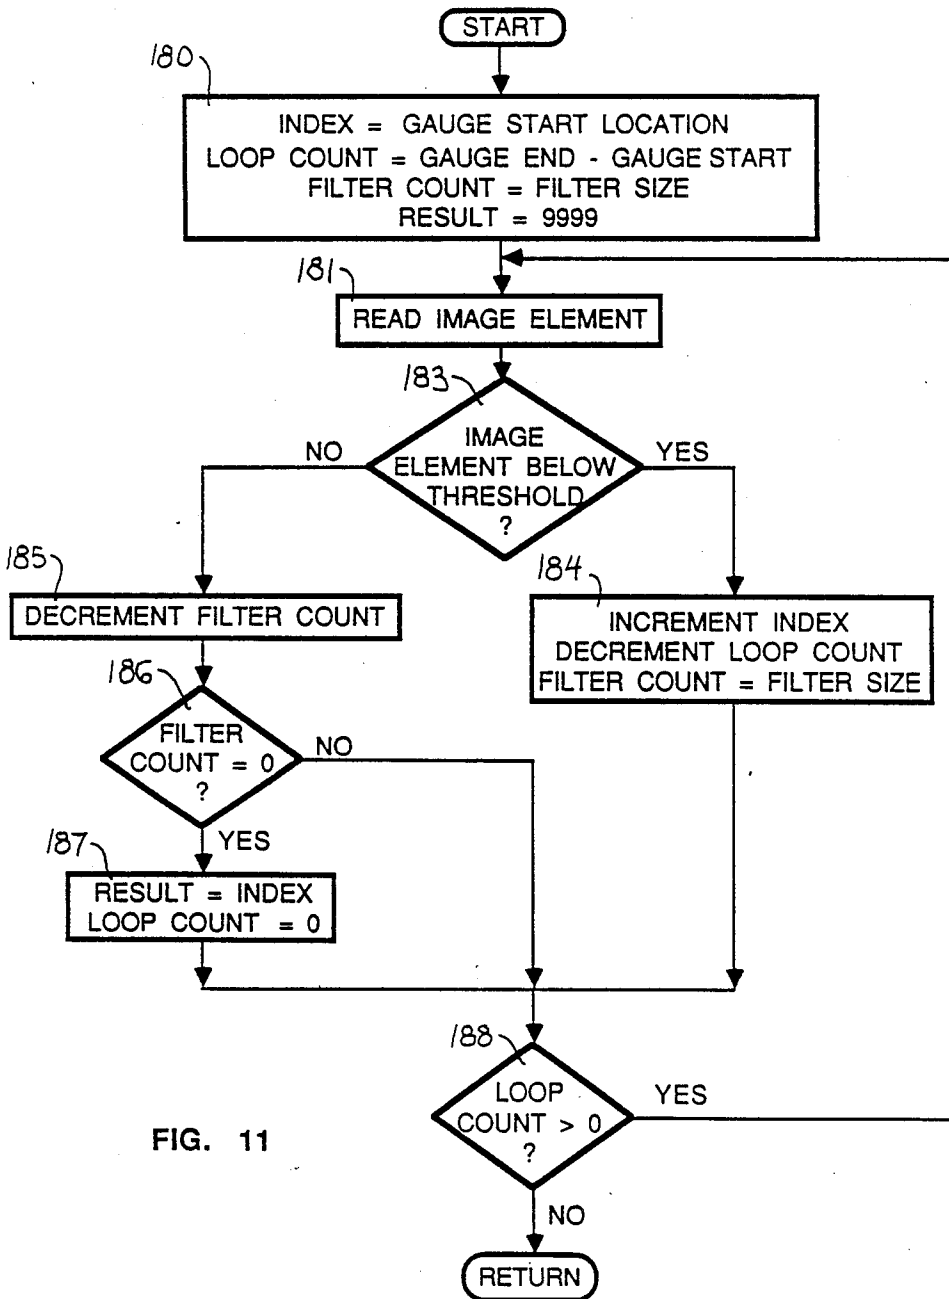 START
180
INDEX = GAUGE START LOCATION
LOOP COUNT = GAUGE END - GAUGE START
FILTER COUNT = FILTER SIZE
RESULT = 9999
181
READ IMAGE ELEMENT
183
IMAGE
ELEMENT BELOW
THRESHOLD
?
NO
YES
185
DECREMENT FILTER COUNT
184
INCREMENT INDEX
DECREMENT LOOP COUNT
FILTER COUNT = FILTER SIZE
186
FILTER
COUNT = 0
?
NO
YES
187
RESULT = INDEX
LOOP COUNT = 0
188
LOOP
COUNT > 0
?
YES
NO
FIG. 11
RETURN